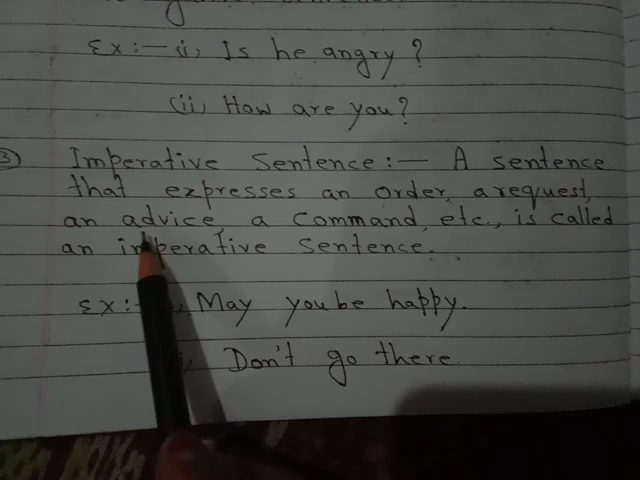 Ex:- (i) Is he angry?
(ii) How are you?
(3) Imperative Sentence:- A sentence
that expresses an order, a request,
an advice, a command, etc., is called
an imperative sentence.
Ex:- May you be happy.
Don't go there.